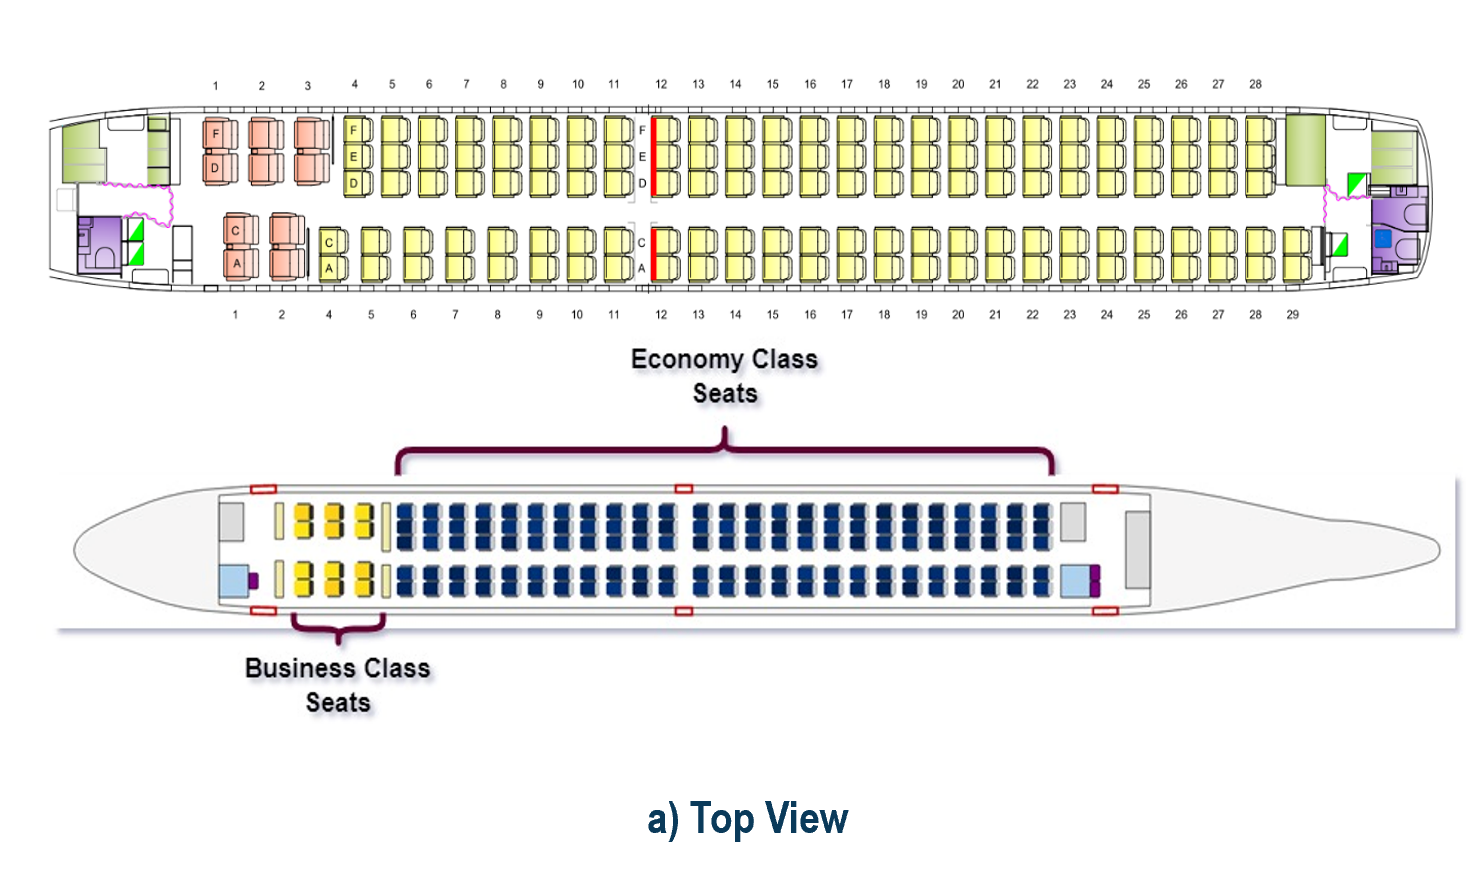 1 2 3 4 5 6 7 8 9 10 11 12 13 14 15 16 17 18 19 20 21 22 23 24 25 26 27 28
F F F
D E E
D D
C C C
A A A
1 2 4 5 6 7 8 9 10 11 12 13 14 15 16 17 18 19 20 21 22 23 24 25 26 27 28 29
Economy Class
Seats
Business Class
Seats
a) Top View